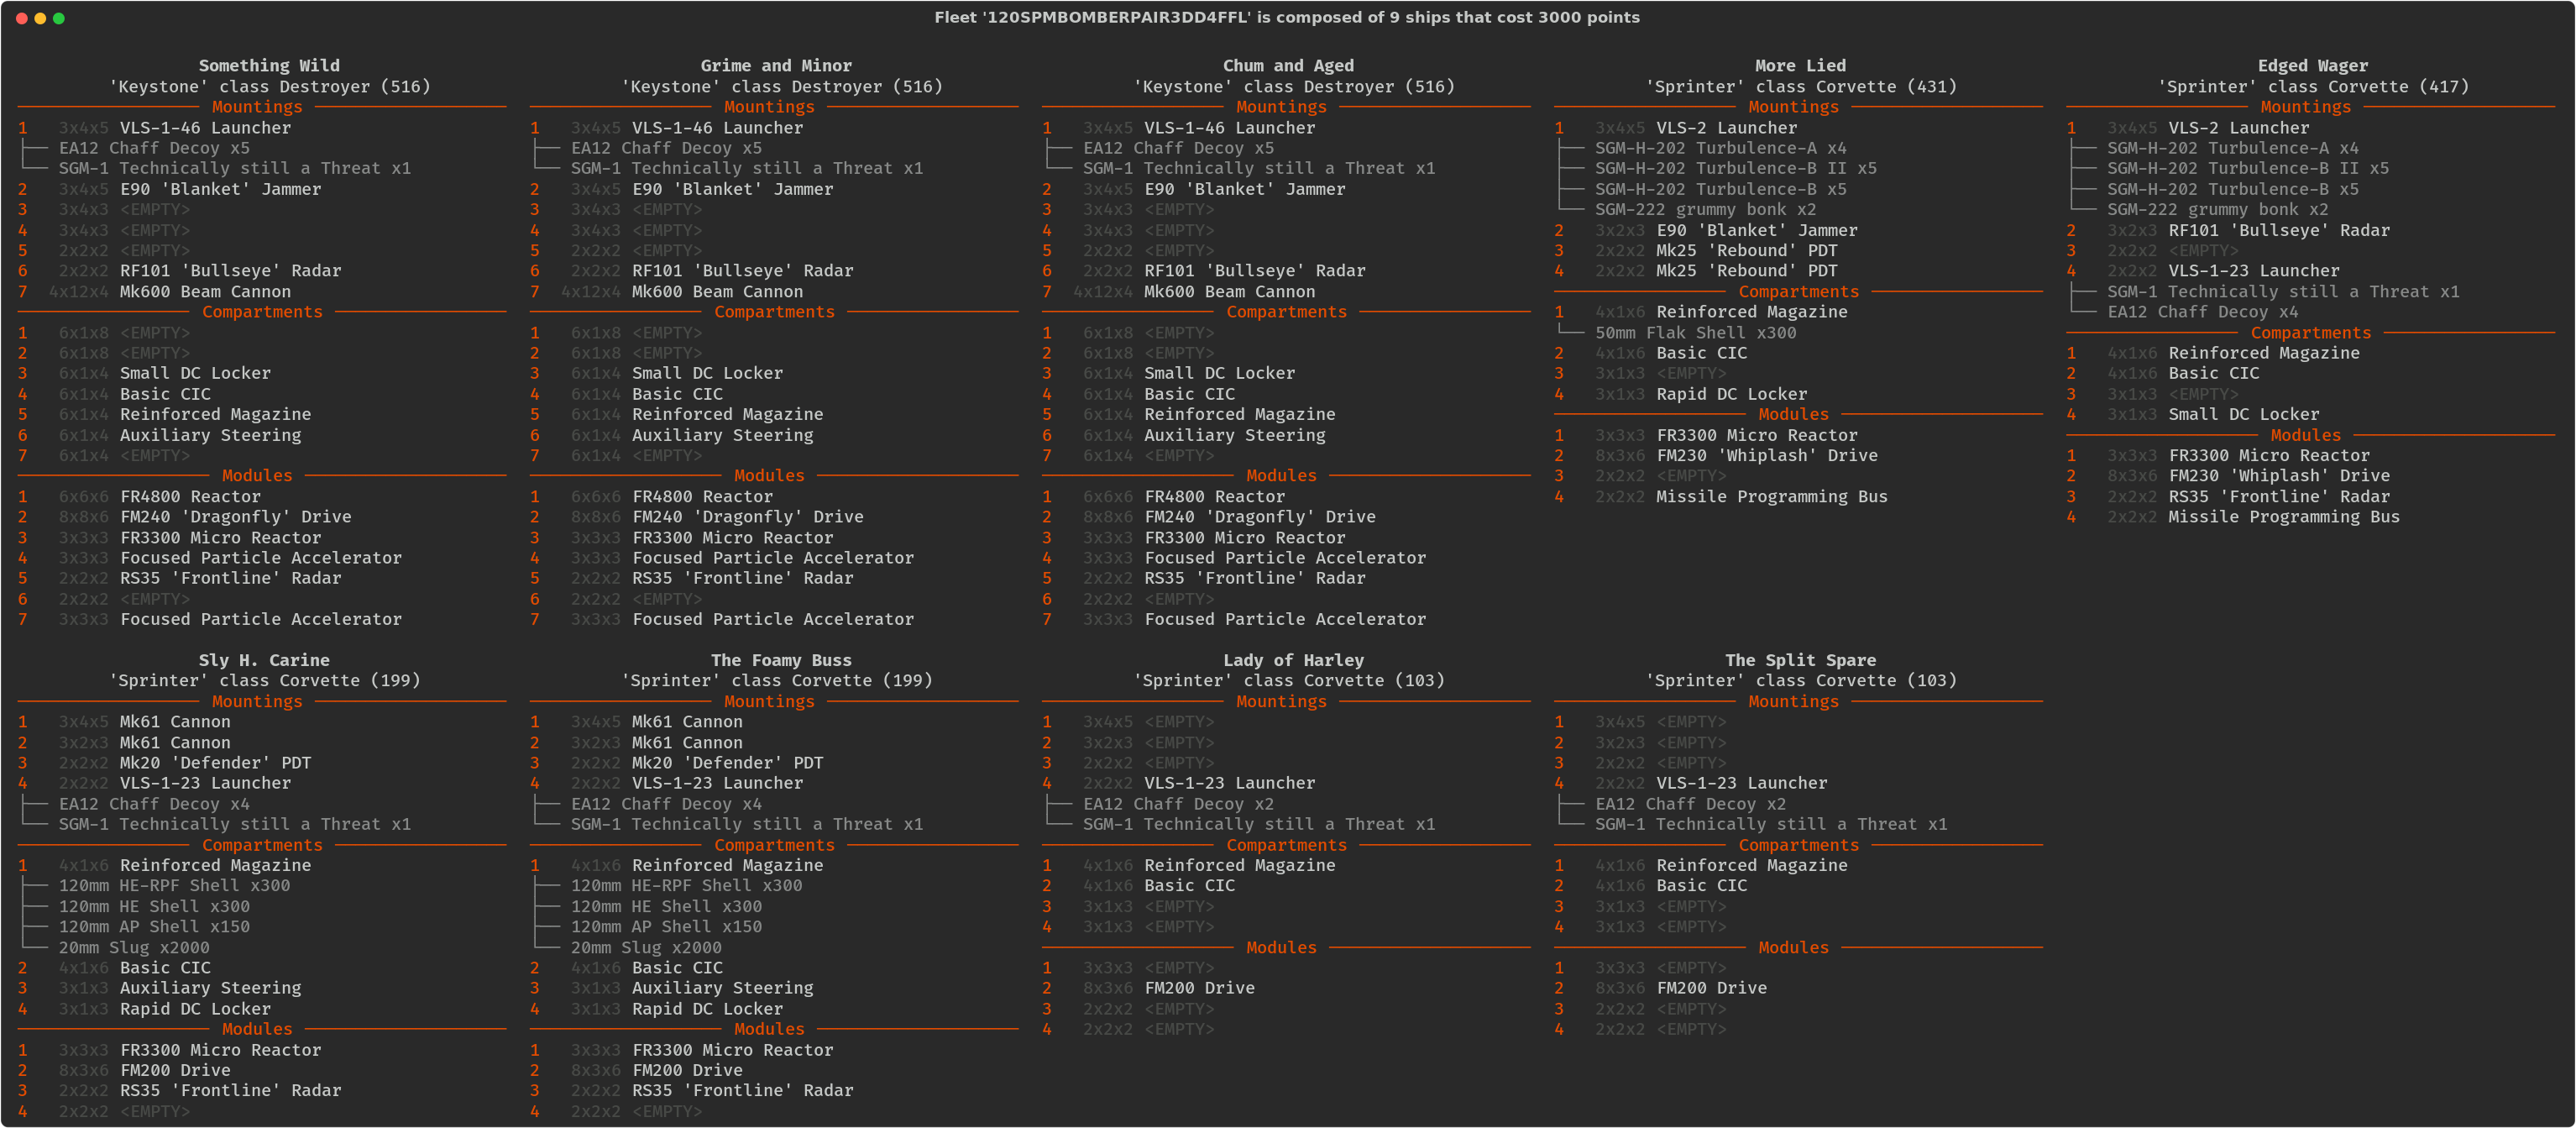 Fleet '120SPMBOMBERPAIR3DD4FFL' is composed of 9 ships that cost 3000 points
Something Wild
'Keystone' class Destroyer (516)
Mountings
1 3x4x5 VLS-1-46 Launcher
EA12 Chaff Decoy x5
SGM-1 Technically still a Threat x1
2 3x4x5 E90 'Blanket' Jammer
3 3x4x3 <EMPTY>
4 3x4x3 <EMPTY>
5 2x2x2 <EMPTY>
6 2x2x2 RF101 'Bullseye' Radar
7 4x12x4 Mk600 Beam Cannon
Compartments
1 6x1x8 <EMPTY>
2 6x1x8 <EMPTY>
3 6x1x4 Small DC Locker
4 6x1x4 Basic CIC
5 6x1x4 Reinforced Magazine
6 6x1x4 Auxiliary Steering
7 6x1x4 <EMPTY>
Modules
1 6x6x6 FR4800 Reactor
2 8x8x6 FM240 'Dragonfly' Drive
3 3x3x3 FR3300 Micro Reactor
4 3x3x3 Focused Particle Accelerator
5 2x2x2 RS35 'Frontline' Radar
6 2x2x2 <EMPTY>
7 3x3x3 Focused Particle Accelerator
Grime and Minor
'Keystone' class Destroyer (516)
Mountings
1 3x4x5 VLS-1-46 Launcher
EA12 Chaff Decoy x5
SGM-1 Technically still a Threat x1
2 3x4x5 E90 'Blanket' Jammer
3 3x4x3 <EMPTY>
4 3x4x3 <EMPTY>
5 2x2x2 <EMPTY>
6 2x2x2 RF101 'Bullseye' Radar
7 4x12x4 Mk600 Beam Cannon
Compartments
1 6x1x8 <EMPTY>
2 6x1x8 <EMPTY>
3 6x1x4 Small DC Locker
4 6x1x4 Basic CIC
5 6x1x4 Reinforced Magazine
6 6x1x4 Auxiliary Steering
7 6x1x4 <EMPTY>
Modules
1 6x6x6 FR4800 Reactor
2 8x8x6 FM240 'Dragonfly' Drive
3 3x3x3 FR3300 Micro Reactor
4 3x3x3 Focused Particle Accelerator
5 2x2x2 RS35 'Frontline' Radar
6 2x2x2 <EMPTY>
7 3x3x3 Focused Particle Accelerator
Chum and Aged
'Keystone' class Destroyer (516)
Mountings
1 3x4x5 VLS-1-46 Launcher
EA12 Chaff Decoy x5
SGM-1 Technically still a Threat x1
2 3x4x5 E90 'Blanket' Jammer
3 3x4x3 <EMPTY>
4 3x4x3 <EMPTY>
5 2x2x2 <EMPTY>
6 2x2x2 RF101 'Bullseye' Radar
7 4x12x4 Mk600 Beam Cannon
Compartments
1 6x1x8 <EMPTY>
2 6x1x8 <EMPTY>
3 6x1x4 Small DC Locker
4 6x1x4 Basic CIC
5 6x1x4 Reinforced Magazine
6 6x1x4 Auxiliary Steering
7 6x1x4 <EMPTY>
Modules
1 6x6x6 FR4800 Reactor
2 8x8x6 FM240 'Dragonfly' Drive
3 3x3x3 FR3300 Micro Reactor
4 3x3x3 Focused Particle Accelerator
5 2x2x2 RS35 'Frontline' Radar
6 2x2x2 <EMPTY>
7 3x3x3 Focused Particle Accelerator
More Lied
'Sprinter' class Corvette (431)
Mountings
1 3x4x5 VLS-2 Launcher
SGM-H-202 Turbulence-A x4
SGM-H-202 Turbulence-B II x5
SGM-H-202 Turbulence-B x5
SGM-222 grummy bonk x2
2 3x2x3 E90 'Blanket' Jammer
3 2x2x2 Mk25 'Rebound' PDT
4 2x2x2 Mk25 'Rebound' PDT
Compartments
1 4x1x6 Reinforced Magazine
50mm Flak Shell x300
2 4x1x6 Basic CIC
3 3x1x3 <EMPTY>
4 3x1x3 Rapid DC Locker
Modules
1 3x3x3 FR3300 Micro Reactor
2 8x3x6 FM230 'Whiplash' Drive
3 2x2x2 <EMPTY>
4 2x2x2 Missile Programming Bus
Edged Wager
'Sprinter' class Corvette (417)
Mountings
1 3x4x5 VLS-2 Launcher
SGM-H-202 Turbulence-A x4
SGM-H-202 Turbulence-B II x5
SGM-H-202 Turbulence-B x5
SGM-222 grummy bonk x2
2 3x2x3 RF101 'Bullseye' Radar
3 2x2x2 <EMPTY>
4 2x2x2 VLS-1-23 Launcher
SGM-1 Technically still a Threat x1
EA12 Chaff Decoy x4
Compartments
1 4x1x6 Reinforced Magazine
2 4x1x6 Basic CIC
3 3x1x3 <EMPTY>
4 3x1x3 Small DC Locker
Modules
1 3x3x3 FR3300 Micro Reactor
2 8x3x6 FM230 'Whiplash' Drive
3 2x2x2 RS35 'Frontline' Radar
4 2x2x2 Missile Programming Bus
Sly H. Carine
'Sprinter' class Corvette (199)
Mountings
1 3x4x5 Mk61 Cannon
2 3x2x3 Mk61 Cannon
3 2x2x2 Mk20 'Defender' PDT
4 2x2x2 VLS-1-23 Launcher
EA12 Chaff Decoy x4
SGM-1 Technically still a Threat x1
Compartments
1 4x1x6 Reinforced Magazine
120mm HE-RPF Shell x300
120mm HE Shell x300
120mm AP Shell x150
20mm Slug x2000
2 4x1x6 Basic CIC
3 3x1x3 Auxiliary Steering
4 3x1x3 Rapid DC Locker
Modules
1 3x3x3 FR3300 Micro Reactor
2 8x3x6 FM200 Drive
3 2x2x2 RS35 'Frontline' Radar
4 2x2x2 <EMPTY>
The Foamy Buss
'Sprinter' class Corvette (199)
Mountings
1 3x4x5 Mk61 Cannon
2 3x2x3 Mk61 Cannon
3 2x2x2 Mk20 'Defender' PDT
4 2x2x2 VLS-1-23 Launcher
EA12 Chaff Decoy x4
SGM-1 Technically still a Threat x1
Compartments
1 4x1x6 Reinforced Magazine
120mm HE-RPF Shell x300
120mm HE Shell x300
120mm AP Shell x150
20mm Slug x2000
2 4x1x6 Basic CIC
3 3x1x3 Auxiliary Steering
4 3x1x3 Rapid DC Locker
Modules
1 3x3x3 FR3300 Micro Reactor
2 8x3x6 FM200 Drive
3 2x2x2 RS35 'Frontline' Radar
4 2x2x2 <EMPTY>
Lady of Harley
'Sprinter' class Corvette (103)
Mountings
1 3x4x5 <EMPTY>
2 3x2x3 <EMPTY>
3 2x2x2 <EMPTY>
4 2x2x2 VLS-1-23 Launcher
EA12 Chaff Decoy x2
SGM-1 Technically still a Threat x1
Compartments
1 4x1x6 Reinforced Magazine
2 4x1x6 Basic CIC
3 3x1x3 <EMPTY>
4 3x1x3 <EMPTY>
Modules
1 3x3x3 <EMPTY>
2 8x3x6 FM200 Drive
3 2x2x2 <EMPTY>
4 2x2x2 <EMPTY>
The Split Spare
'Sprinter' class Corvette (103)
Mountings
1 3x4x5 <EMPTY>
2 3x2x3 <EMPTY>
3 2x2x2 <EMPTY>
4 2x2x2 VLS-1-23 Launcher
EA12 Chaff Decoy x2
SGM-1 Technically still a Threat x1
Compartments
1 4x1x6 Reinforced Magazine
2 4x1x6 Basic CIC
3 3x1x3 <EMPTY>
4 3x1x3 <EMPTY>
Modules
1 3x3x3 <EMPTY>
2 8x3x6 FM200 Drive
3 2x2x2 <EMPTY>
4 2x2x2 <EMPTY>